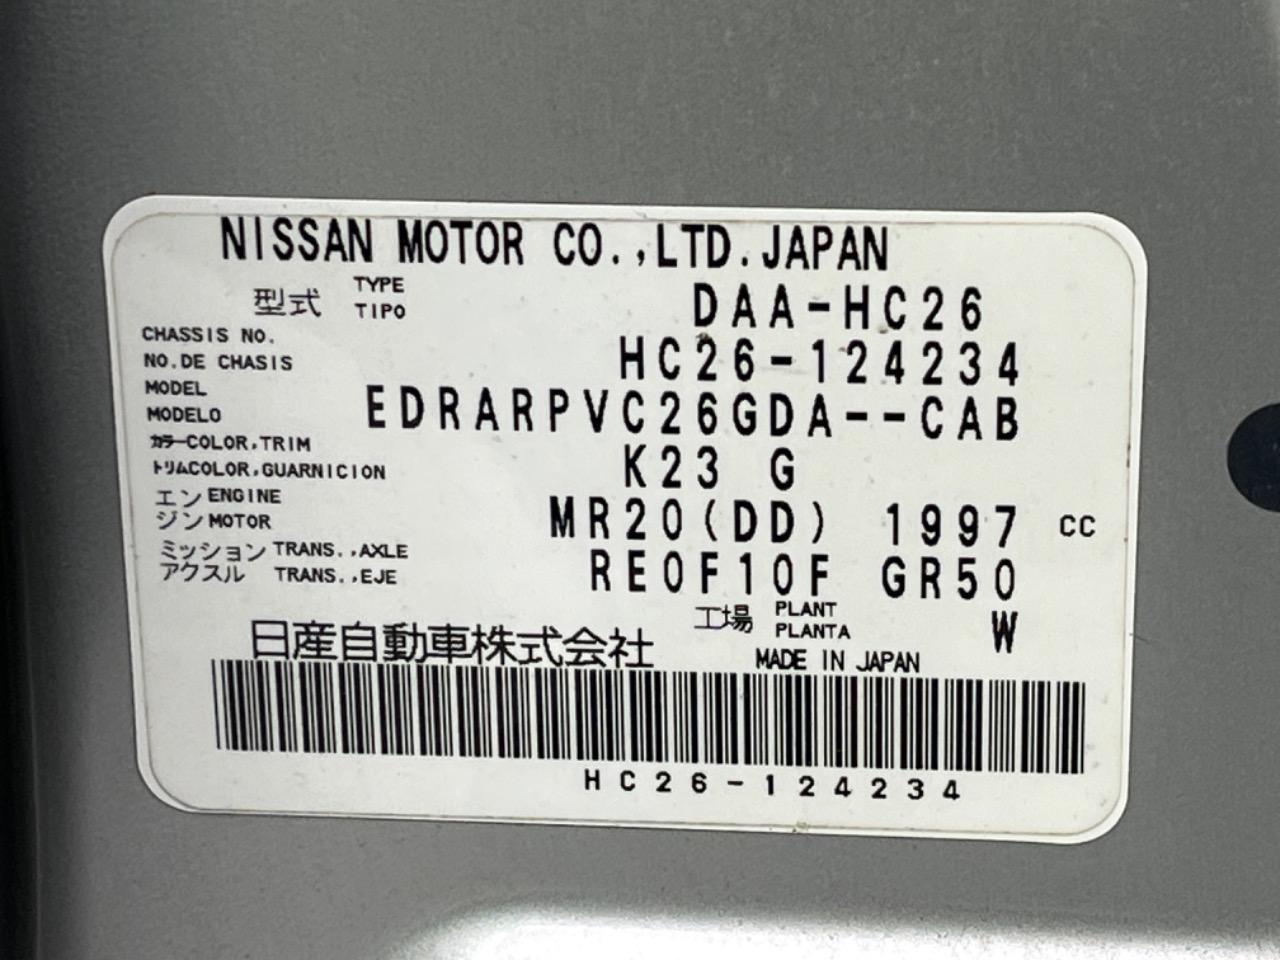 NISSAN MOTOR CO.,LTD.JAPAN
型式 TYPE TIPO DAA-HC26
CHASSIS NO.
NO.DE CHASIS HC26-124234
MODEL
MODELO EDRARPVC26GDA--CAB
カラーCOLOR,TRIM
トリムCOLOR,GUARNICION K23 G
エンジン ENGINE MOTOR MR20(DD) 1997 CC
ミッション TRANS.,AXLE
アクスル TRANS.,EJE RE0F10F GR50
工場 PLANT PLANTA W
日産自動車株式会社 MADE IN JAPAN
HC26-124234